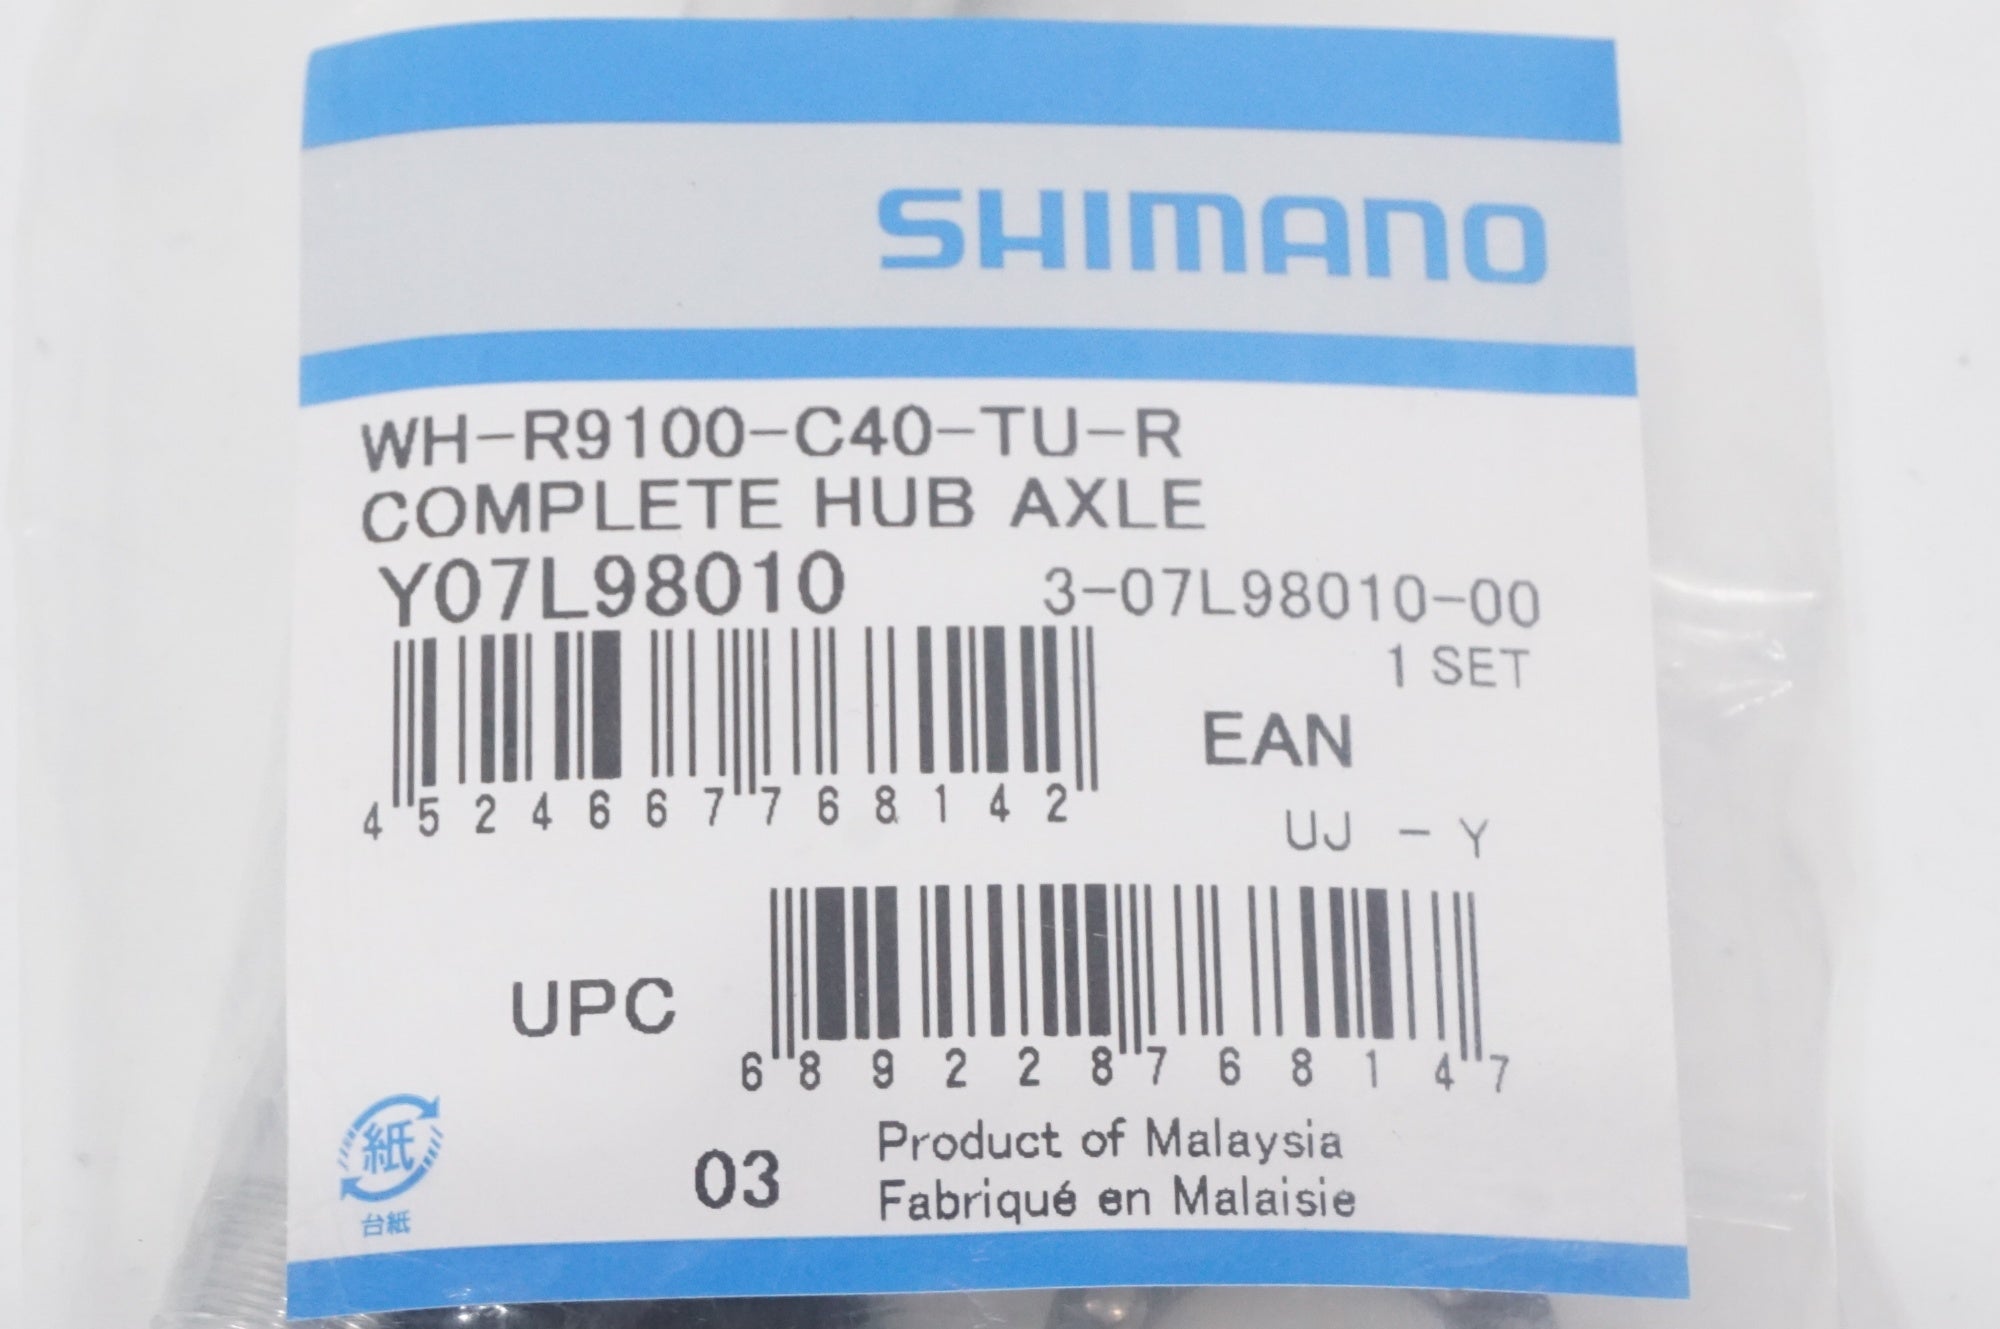 SHIMANO
WH-R9100-C40-TU-R
COMPLETE HUB AXLE
Y07L98010 3-07L98010-00
1 SET
4 524667 768142
EAN
UJ - Y
UPC
6 89228 76814 7
紙
台紙
03
Product of Malaysia
Fabriqué en Malaisie